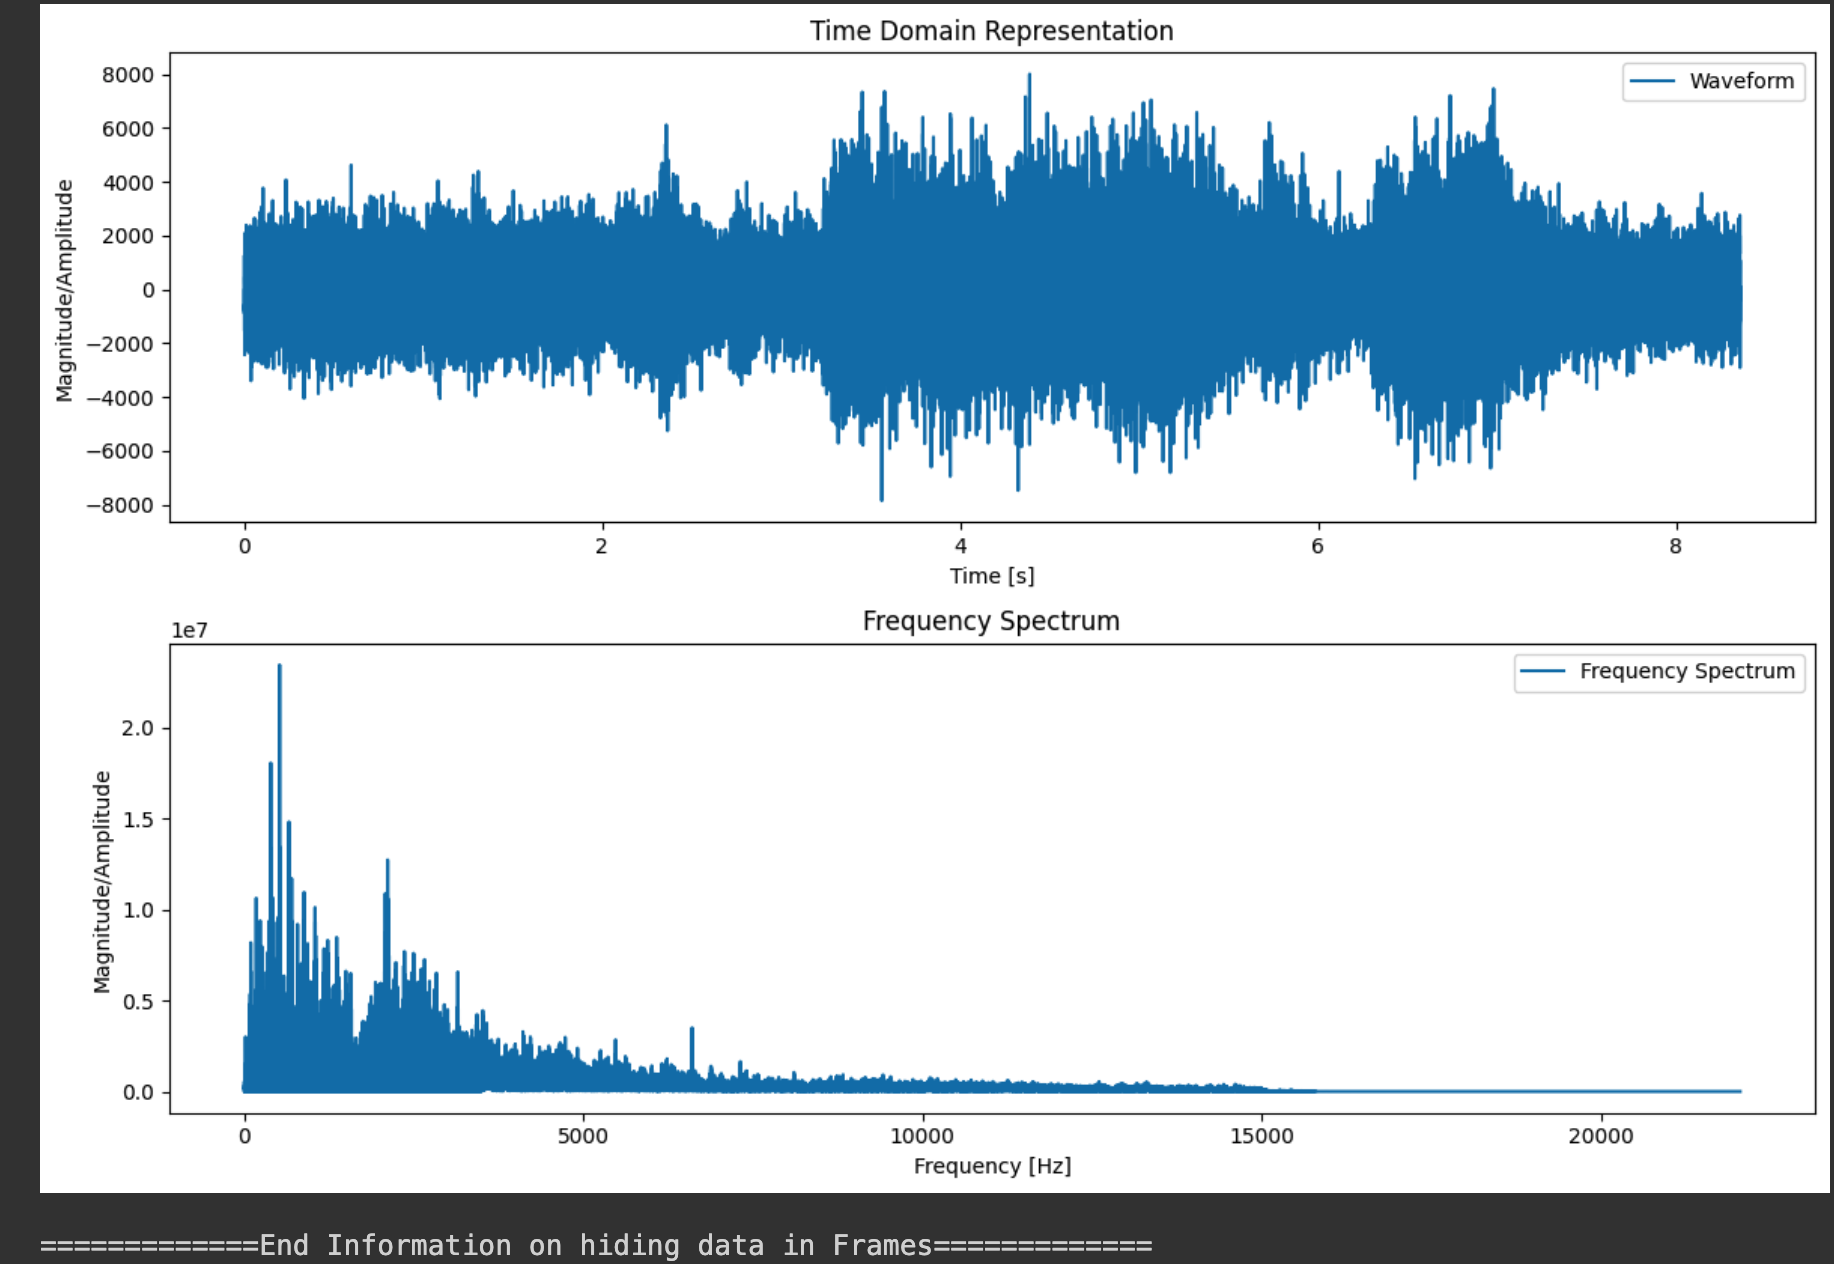 Time Domain Representation
Waveform
8000
6000
4000
2000
0
−2000
−4000
−6000
−8000
Magnitude/Amplitude
0 2 4 6 8
Time [s]
Frequency Spectrum
1e7
Frequency Spectrum
2.0
1.5
1.0
0.5
0.0
Magnitude/Amplitude
0 5000 10000 15000 20000
Frequency [Hz]
=============End Information on hiding data in Frames=============